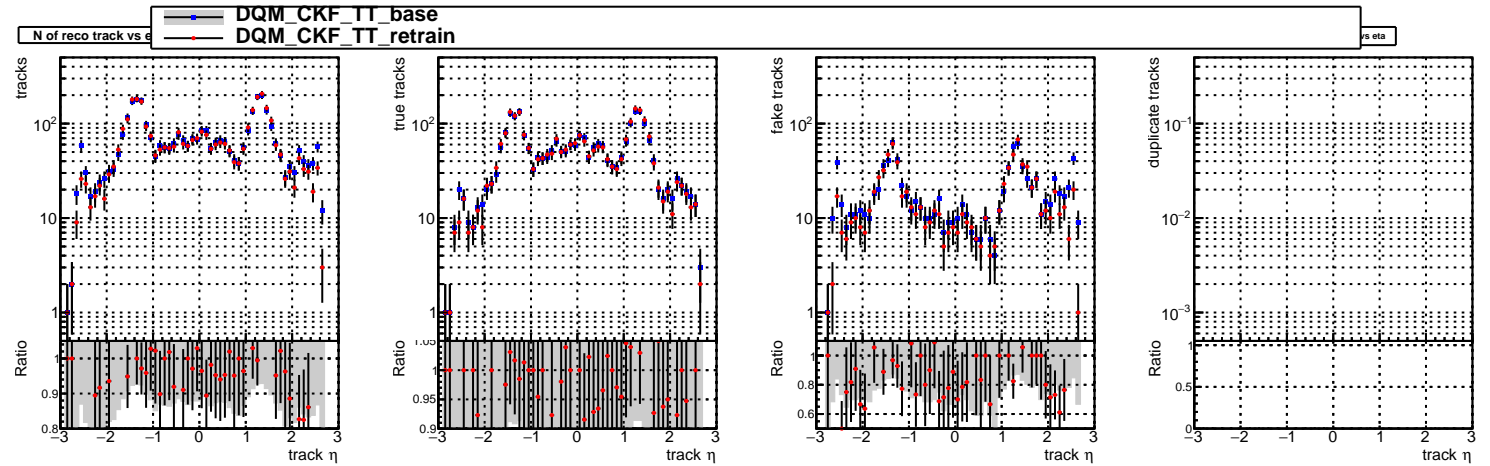 DQM_CKF_TT_base
DQM_CKF_TT_retrain
N of reco track vs e
vs eta
tracks
10²
10
1
Ratio
1
0.9
0.8
−3 −2 −1 0 1 2 3
track η
true tracks
10²
10
1
Ratio
1.05
1
0.95
0.9
−3 −2 −1 0 1 2 3
track η
fake tracks
10²
10
1
Ratio
1
0.8
0.6
−3 −2 −1 0 1 2 3
track η
duplicate tracks
10⁻¹
10⁻²
10⁻³
Ratio
1
0.5
0
−3 −2 −1 0 1 2 3
track η